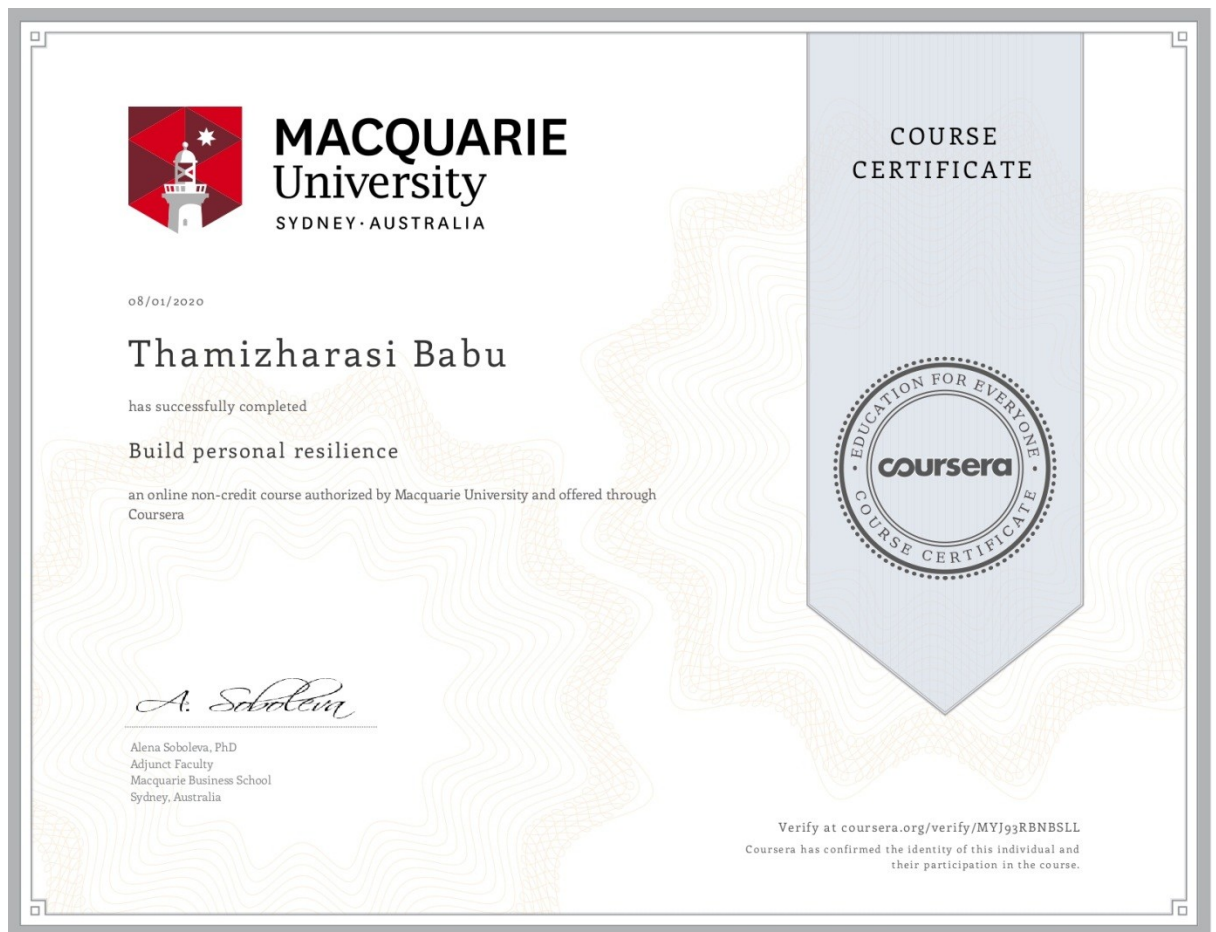 MACQUARIE
University
SYDNEY·AUSTRALIA
COURSE
CERTIFICATE
08/01/2020
Thamizharasi Babu
has successfully completed
Build personal resilience
an online non-credit course authorized by Macquarie University and offered through
Coursera
EDUCATION FOR EVERYONE
coursera
COURSE CERTIFICATE
A. Soboleva
Alena Soboleva, PhD
Adjunct Faculty
Macquarie Business School
Sydney, Australia
Verify at coursera.org/verify/MYJ93RBNBSLL
Coursera has confirmed the identity of this individual and
their participation in the course.